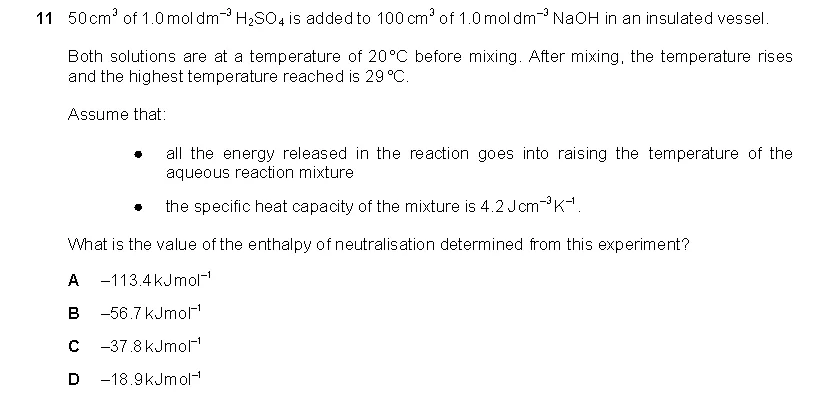 11 50 cm³ of 1.0 mol dm⁻³ H₂SO₄ is added to 100 cm³ of 1.0 mol dm⁻³ NaOH in an insulated vessel.
Both solutions are at a temperature of 20 °C before mixing. After mixing, the temperature rises
and the highest temperature reached is 29 °C.
Assume that:
● all the energy released in the reaction goes into raising the temperature of the
aqueous reaction mixture
● the specific heat capacity of the mixture is 4.2 J cm⁻³ K⁻¹.
What is the value of the enthalpy of neutralisation determined from this experiment?
A –113.4 kJ mol⁻¹
B –56.7 kJ mol⁻¹
C –37.8 kJ mol⁻¹
D –18.9 kJ mol⁻¹